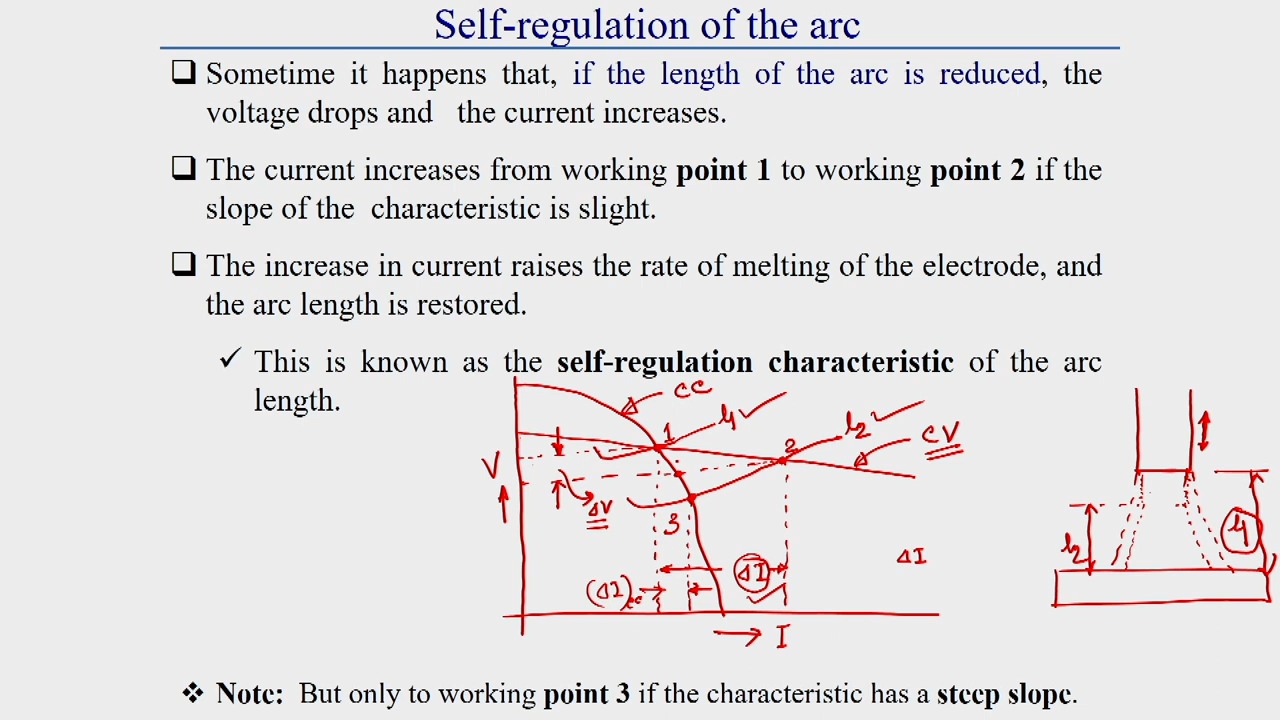 Self-regulation of the arc
❑ Sometime it happens that, if the length of the arc is reduced, the
voltage drops and the current increases.
❑ The current increases from working point 1 to working point 2 if the
slope of the characteristic is slight.
❑ The increase in current raises the rate of melting of the electrode, and
the arc length is restored.
✓ This is known as the self-regulation characteristic of the arc
length.
CC
1
l1
l2
2
CV
V
ΔV
3
ΔI
ΔI
(ΔI)cc
I
l2
l1
❖ Note: But only to working point 3 if the characteristic has a steep slope.